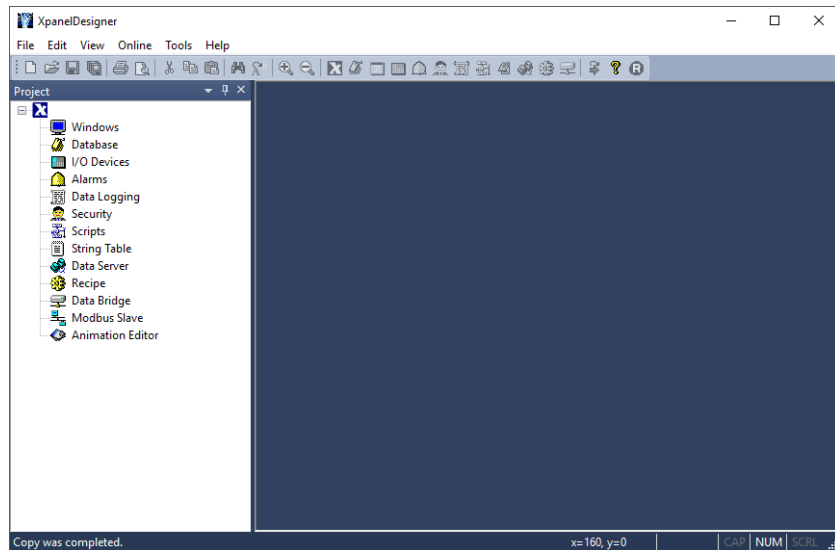 XpanelDesigner
File Edit View Online Tools Help
Project
Windows
Database
I/O Devices
Alarms
Data Logging
Security
Scripts
String Table
Data Server
Recipe
Data Bridge
Modbus Slave
Animation Editor
Copy was completed. x=160, y=0 CAP NUM SCRL